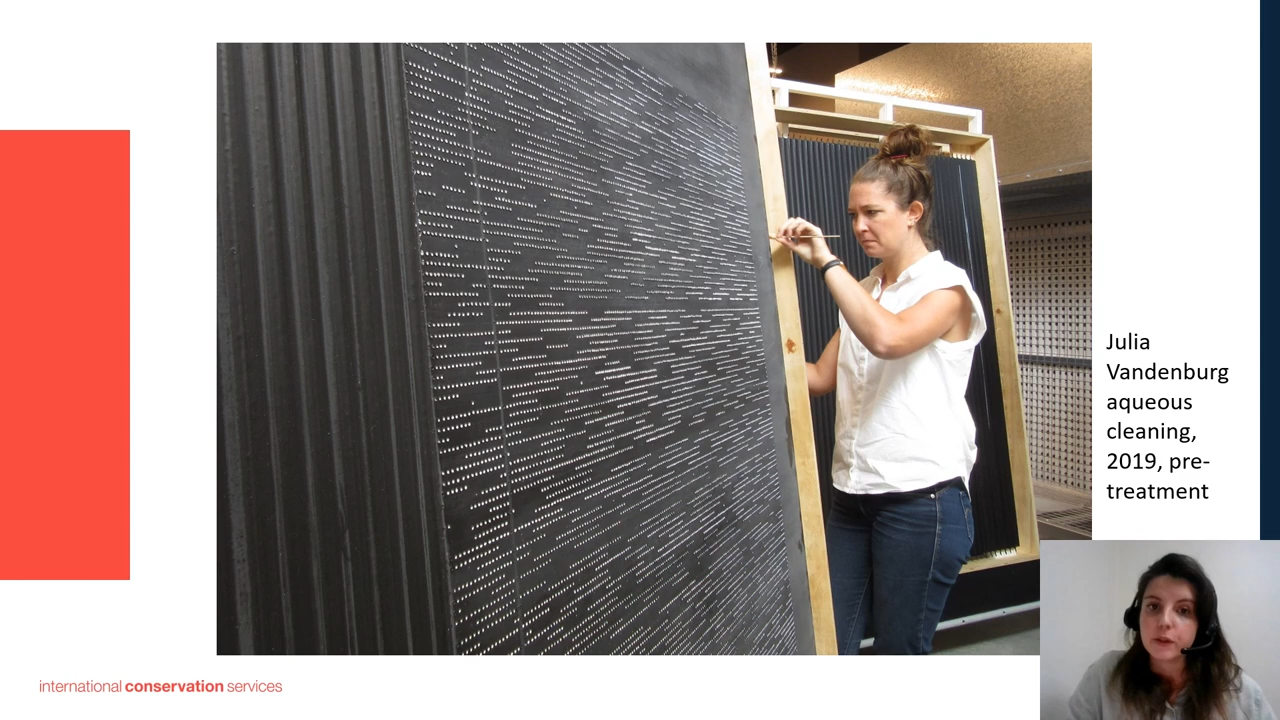 Julia
Vandenburg
aqueous
cleaning,
2019, pre-
treatment
international conservation services